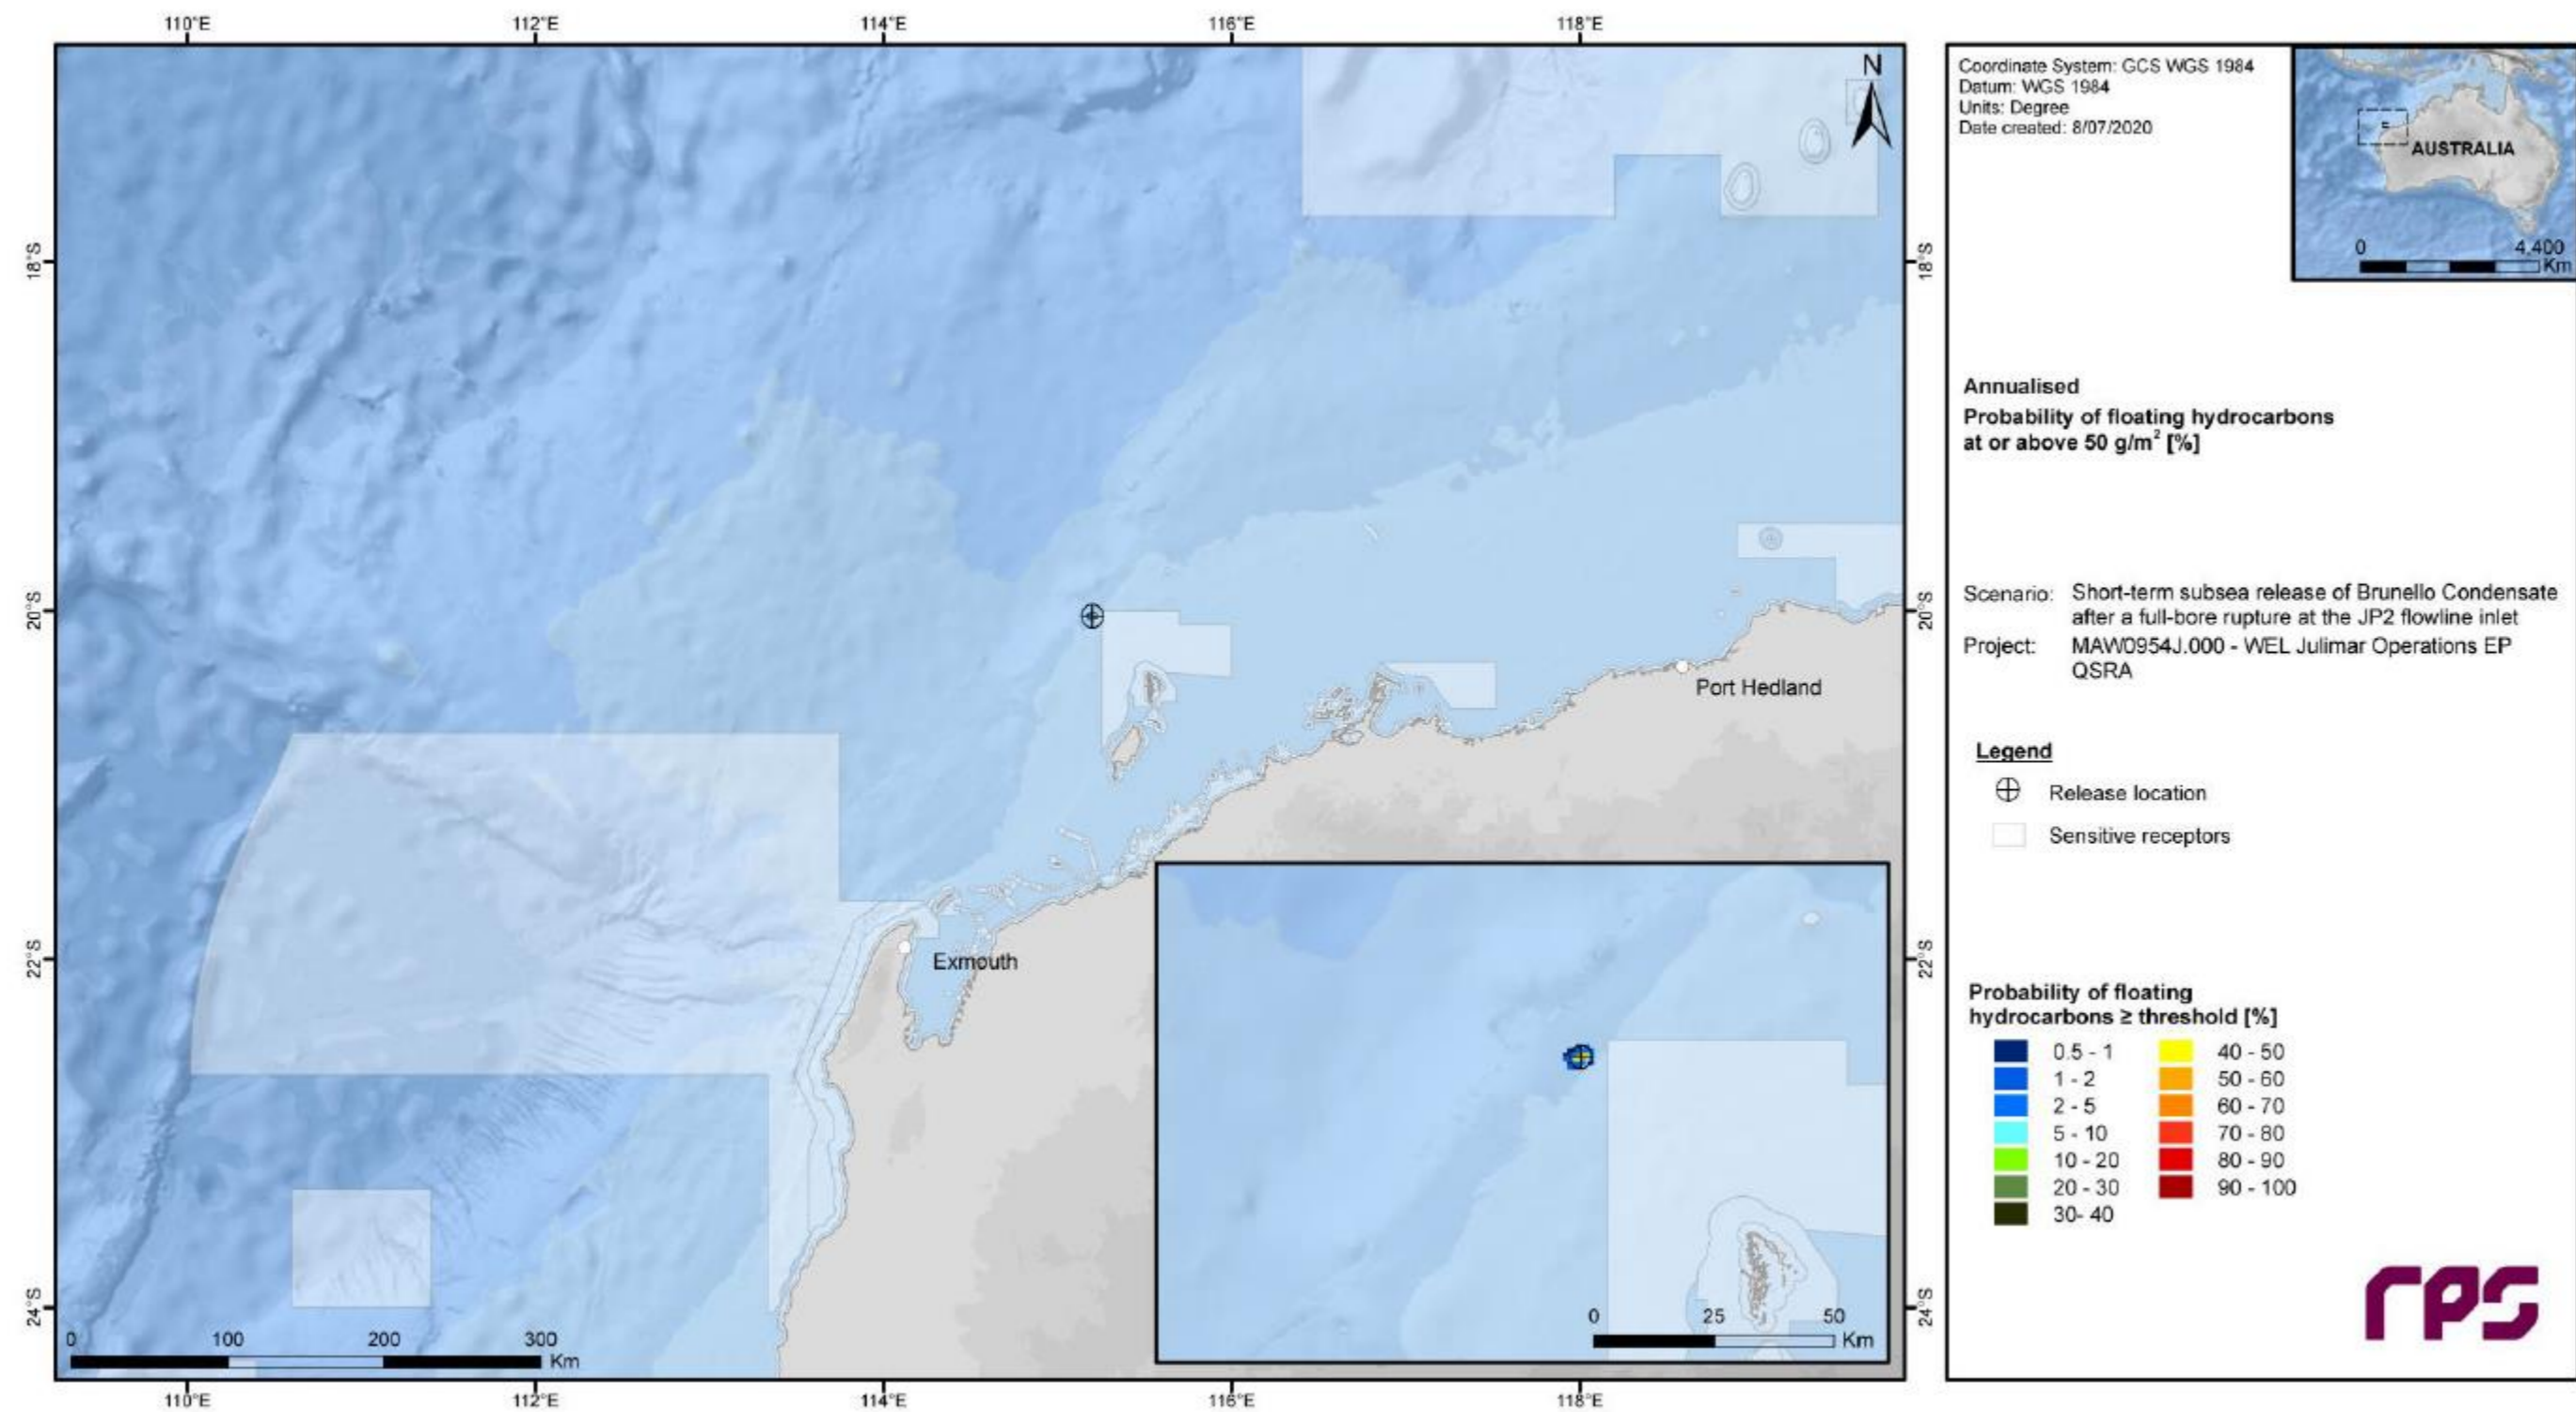 110°E
112°E
114°E
116°E
118°E
18°S
20°S
22°S
24°S
N
18°S
20°S
22°S
24°S
Port Hedland
Exmouth
0 100 200 300
Km
0 25 50
Km
110°E
112°E
114°E
116°E
118°E
Coordinate System: GCS WGS 1984
Datum: WGS 1984
Units: Degree
Date created: 8/07/2020
AUSTRALIA
0 4,400
Km
Annualised
Probability of floating hydrocarbons
at or above 50 g/m² [%]
Scenario: Short-term subsea release of Brunello Condensate
after a full-bore rupture at the JP2 flowline inlet
Project: MAW0954J.000 - WEL Julimar Operations EP
QSRA
Legend
Release location
Sensitive receptors
Probability of floating
hydrocarbons ≥ threshold [%]
0.5 - 1
1 - 2
2 - 5
5 - 10
10 - 20
20 - 30
30- 40
40 - 50
50 - 60
60 - 70
70 - 80
80 - 90
90 - 100
rps